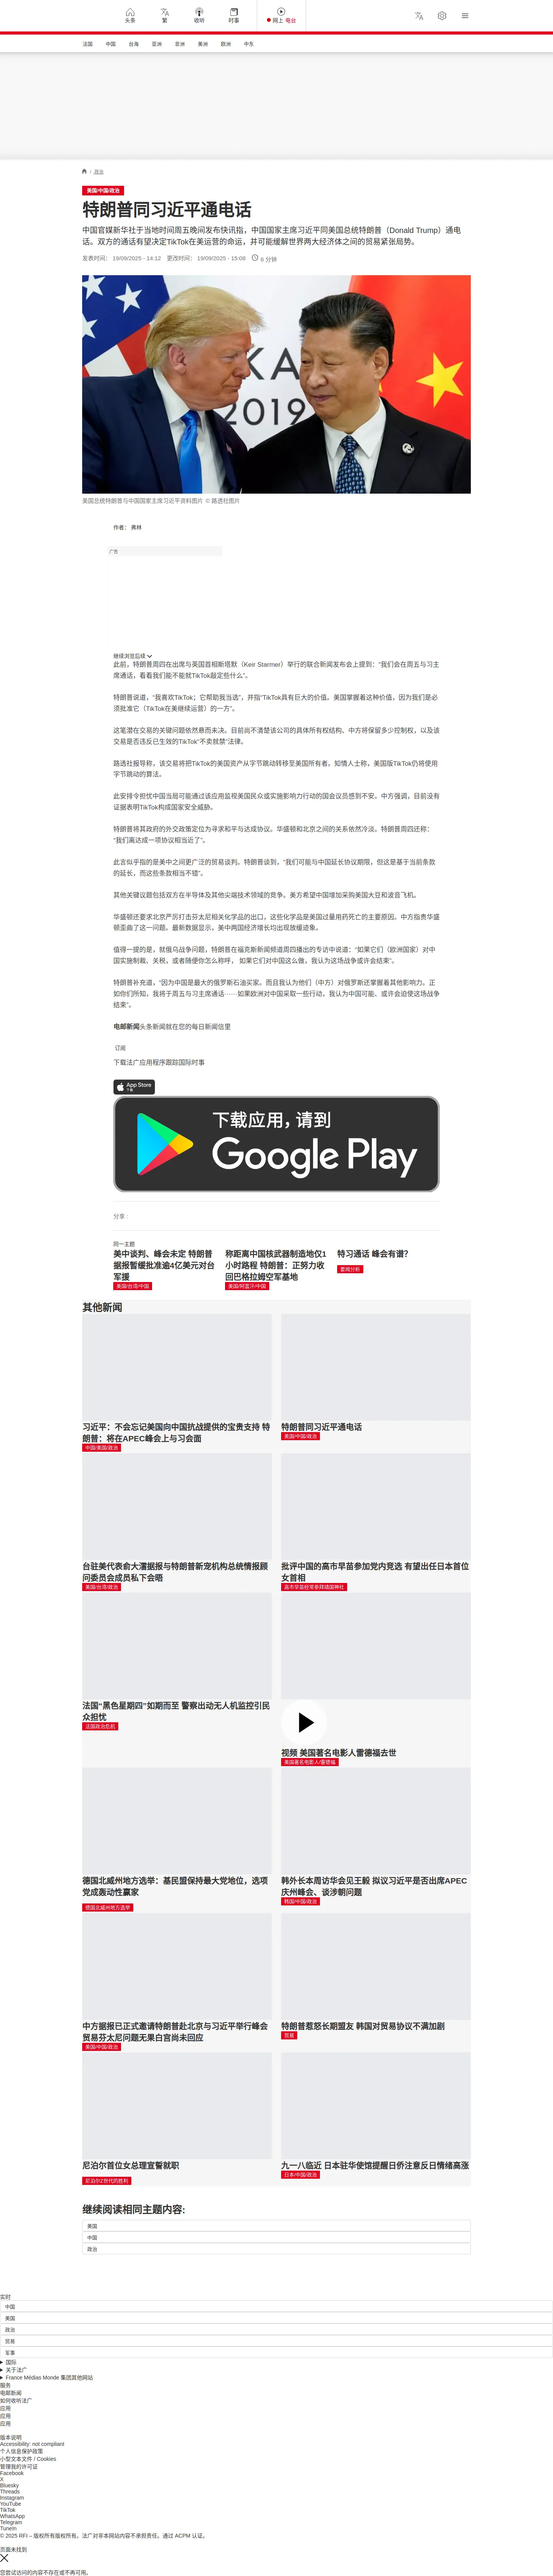 头条
繁
收听
时事
网上 电台
法国 中国 台海 亚洲 非洲 美洲 欧洲 中东
/ 政治
美国/中国/政治
特朗普同习近平通电话
中国官媒新华社于当地时间周五晚间发布快讯指，中国国家主席习近平同美国总统特朗普（Donald Trump）通电
话。双方的通话有望决定TikTok在美运营的命运，并可能缓解世界两大经济体之间的贸易紧张局势。
发表时间： 19/09/2025 - 14:12 更改时间： 19/09/2025 - 15:08 6 分钟
KA
2019
美国总统特朗普与中国国家主席习近平资料图片 © 路透社图片
作者： 弗林
广告
继续浏览后续
此前，特朗普周四在出席与英国首相斯塔默（Keir Starmer）举行的联合新闻发布会上提到：“我们会在周五与习主
席通话，看看我们能不能就TikTok敲定些什么”。
特朗普说道，“我喜欢TikTok；它帮助我当选”，并指“TikTok具有巨大的价值。美国掌握着这种价值，因为我们是必
须批准它（TikTok在美继续运营）的一方”。
这笔潜在交易的关键问题依然悬而未决。目前尚不清楚该公司的具体所有权结构、中方将保留多少控制权，以及该
交易是否违反已生效的TikTok“不卖就禁”法律。
路透社报导称，该交易将把TikTok的美国资产从字节跳动转移至美国所有者。知情人士称，美国版TikTok仍将使用
字节跳动的算法。
此安排令担忧中国当局可能通过该应用监视美国民众或实施影响力行动的国会议员感到不安。中方强调，目前没有
证据表明TikTok构成国家安全威胁。
特朗普将其政府的外交政策定位为寻求和平与达成协议。华盛顿和北京之间的关系依然冷淡。特朗普周四还称：
“我们离达成一项协议相当近了”。
此言似乎指的是美中之间更广泛的贸易谈判。特朗普谈到，“我们可能与中国延长协议期限，但这是基于当前条款
的延长，而这些条款相当不错”。
其他关键议题包括双方在半导体及其他尖端技术领域的竞争。美方希望中国增加采购美国大豆和波音飞机。
华盛顿还要求北京严厉打击芬太尼相关化学品的出口，这些化学品是美国过量用药死亡的主要原因。中方指责华盛
顿歪曲了这一问题。最新数据显示，美中两国经济增长均出现放缓迹象。
值得一提的是，就俄乌战争问题，特朗普在福克斯新闻频道周四播出的专访中说道：“如果它们（欧洲国家）对中
国实施制裁、关税，或者随便你怎么称呼， 如果它们对中国这么做，我认为这场战争或许会结束”。
特朗普补充道，“因为中国是最大的俄罗斯石油买家。而且我认为他们（中方）对俄罗斯还掌握着其他影响力。正
如你们所知，我将于周五与习主席通话……如果欧洲对中国采取一些行动，我认为中国可能、或许会迫使这场战争
结束”。
电邮新闻头条新闻就在您的每日新闻信里
订阅
下载法广应用程序跟踪国际时事
App Store
下载
下载应用，请到
Google Play
分享 :
同一主题
美中谈判、峰会未定 特朗普
据报暂缓批准逾4亿美元对台
军援
美国/台湾/中国
称距离中国核武器制造地仅1
小时路程 特朗普：正努力收
回巴格拉姆空军基地
美国/阿富汗/中国
特习通话 峰会有谱?
要闻分析
其他新闻
习近平：不会忘记美国向中国抗战提供的宝贵支持 特
朗普：将在APEC峰会上与习会面
中国/美国/政治
特朗普同习近平通电话
美国/中国/政治
台驻美代表俞大㵢据报与特朗普新宠机构总统情报顾
问委员会成员私下会晤
美国/台湾/政治
批评中国的高市早苗参加党内竞选 有望出任日本首位
女首相
高市早苗经常参拜靖国神社
法国“黑色星期四”如期而至 警察出动无人机监控引民
众担忧
法国政治危机
视频 美国著名电影人雷德福去世
美国著名电影人/雷德福
德国北威州地方选举：基民盟保持最大党地位，选项
党成轰动性赢家
德国北威州地方选举
韩外长本周访华会见王毅 拟议习近平是否出席APEC
庆州峰会、谈涉朝问题
韩国/中国/政治
中方据报已正式邀请特朗普赴北京与习近平举行峰会
贸易芬太尼问题无果白宫尚未回应
美国/中国/政治
特朗普惹怒长期盟友 韩国对贸易协议不满加剧
贸易
尼泊尔首位女总理宣誓就职
尼泊尔Z世代的胜利
九一八临近 日本驻华使馆提醒日侨注意反日情绪高涨
日本/中国/政治
继续阅读相同主题内容:
美国
中国
政治
实时
中国
美国
政治
贸易
军事
国际
关于法广
France Médias Monde 集团其他网站
服务
电邮新闻
如何收听法广
应用
应用
应用
版本说明
Accessibility: not compliant
个人信息保护政策
小型文本文件 / Cookies
管理我的许可证
Facebook
X
Bluesky
Threads
Instagram
YouTube
TikTok
WhatsApp
Telegram
TuneIn
© 2025 RFI – 版权所有版权所有。法广对非本网站内容不承担责任。通过 ACPM 认证。
页面未找到
您尝试访问的内容不存在或不再可用。